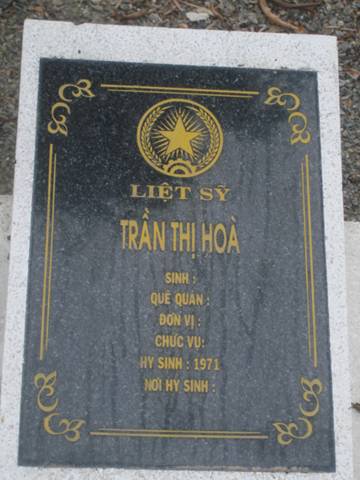 LIỆT SỸ
TRẦN THỊ HOÀ
SINH :
QUÊ QUÁN :
ĐƠN VỊ :
CHỨC VỤ:
HY SINH : 1971
NƠI HY SINH :